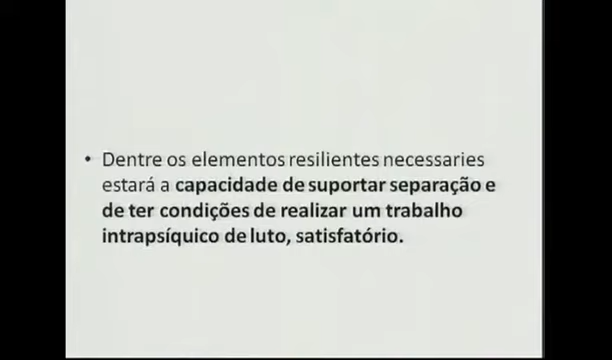 • Dentre os elementos resilientes necessaries
estará a capacidade de suportar separação e
de ter condições de realizar um trabalho
intrapsíquico de luto, satisfatório.